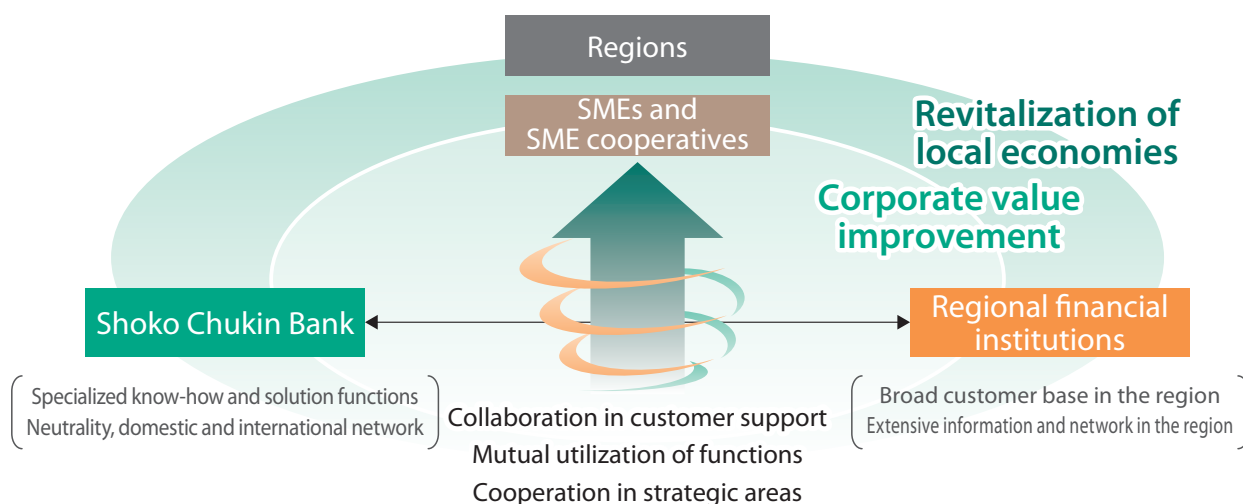 Regions
SMEs and
SME cooperatives
Revitalization of
local economies
Corporate value
improvement
Shoko Chukin Bank
Regional financial
institutions
Specialized know-how and solution functions
Neutrality, domestic and international network
Broad customer base in the region
Extensive information and network in the region
Collaboration in customer support
Mutual utilization of functions
Cooperation in strategic areas